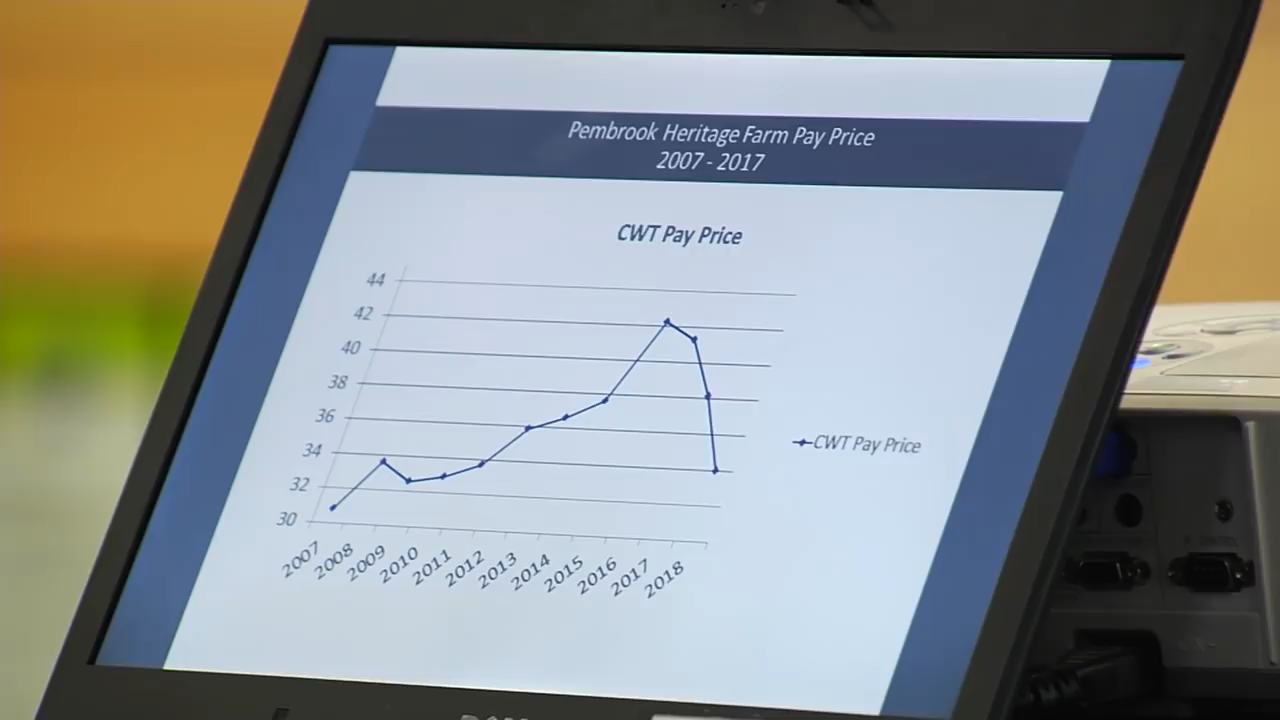 Pembrook Heritage Farm Pay Price
2007 - 2017
CWT Pay Price
44
42
40
38
36
34
32
30
CWT Pay Price
2007 2008 2009 2010 2011 2012 2013 2014 2015 2016 2017 2018